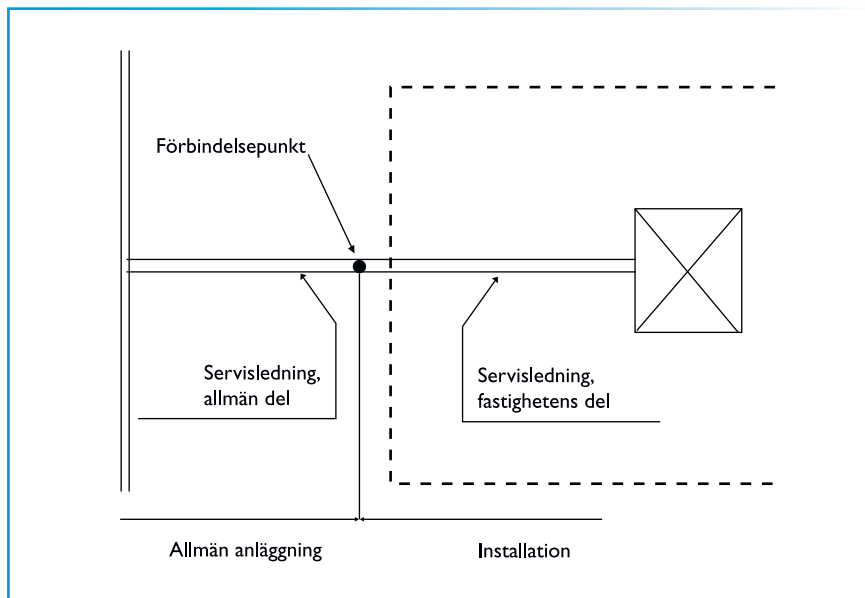 Förbindelsepunkt
Servisledning,
allmän del
Servisledning,
fastighetens del
Allmän anläggning
Installation